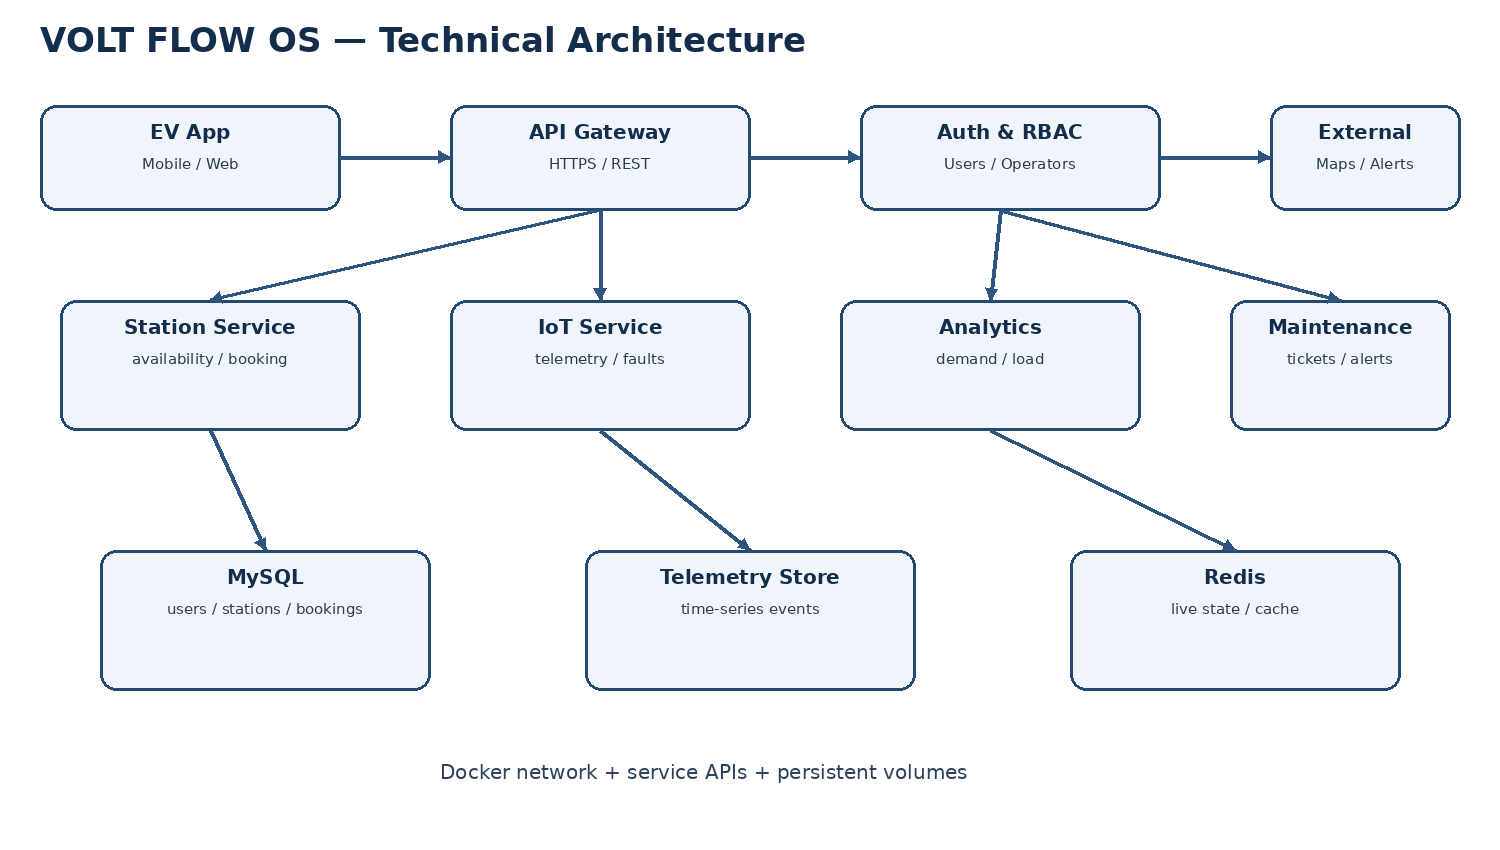 VOLT FLOW OS — Technical Architecture
EV App
Mobile / Web
API Gateway
HTTPS / REST
Auth & RBAC
Users / Operators
External
Maps / Alerts
Station Service
availability / booking
IoT Service
telemetry / faults
Analytics
demand / load
Maintenance
tickets / alerts
MySQL
users / stations / bookings
Telemetry Store
time-series events
Redis
live state / cache
Docker network + service APIs + persistent volumes